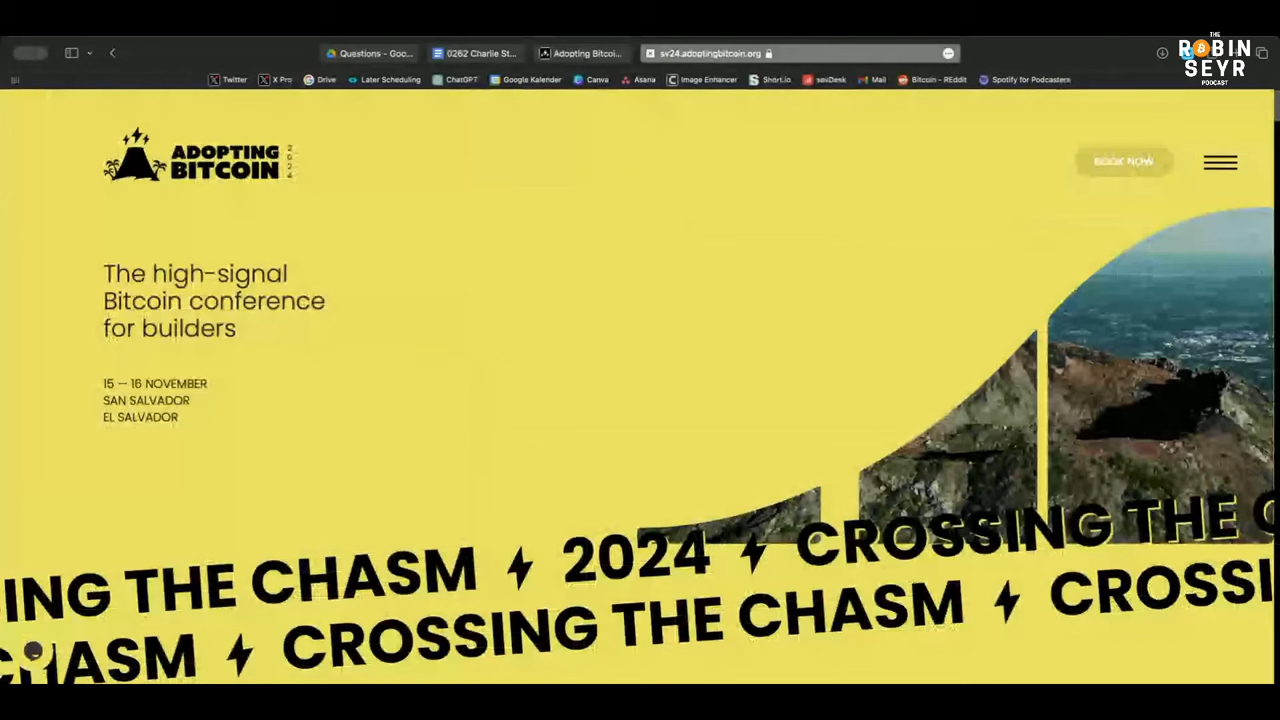 THE
ROBIN
SEYR
PODCAST
Questions - Goo...
0262 Charlie St...
Adopting Bitcoi...
sv24.adoptingbitcoin.org
Twitter
X Pro
Drive
Later Scheduling
ChatGPT
Google Kalender
Canva
Asana
Image Enhancer
Short.io
sevDesk
Mail
Bitcoin - REddit
Spotify for Podcasters
ADOPTING
BITCOIN
2024
BOOK NOW
The high-signal
Bitcoin conference
for builders
15 — 16 NOVEMBER
SAN SALVADOR
EL SALVADOR
ING THE CHASM 2024 CROSSING THE C
CHASM CROSSING THE CHASM CROSSI